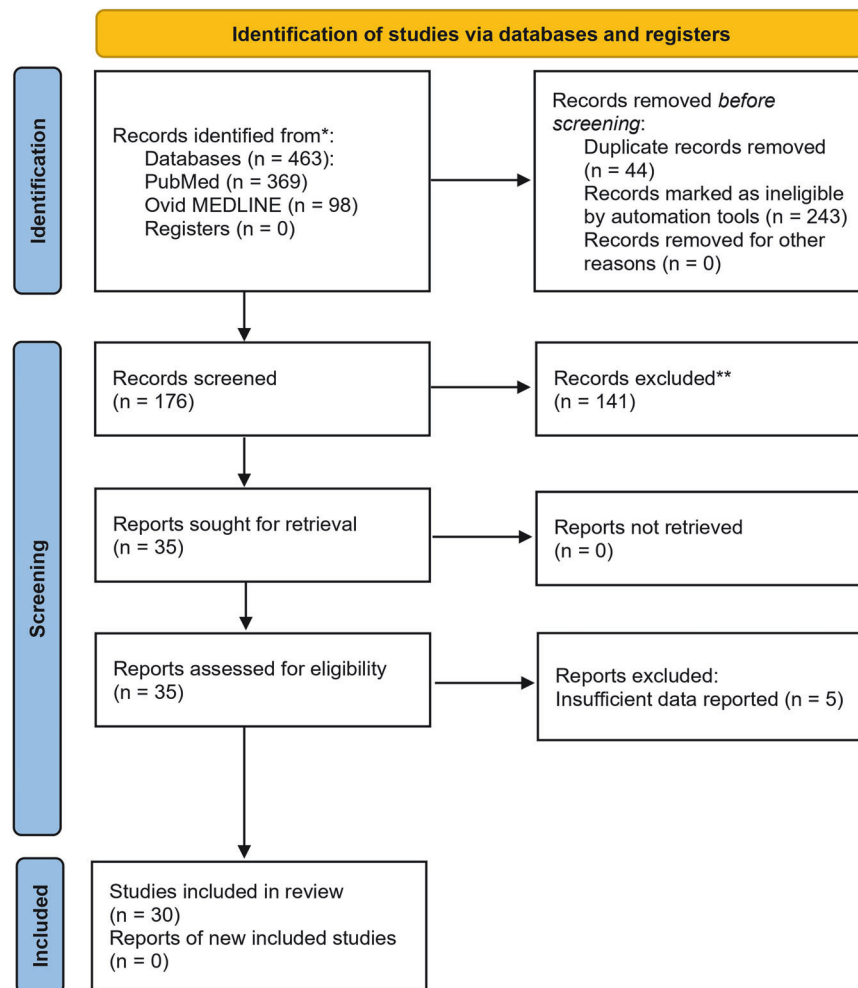 Identification of studies via databases and registers
Identification
Records identified from*:
Databases (n = 463):
PubMed (n = 369)
Ovid MEDLINE (n = 98)
Registers (n = 0)
Records removed before
screening:
Duplicate records removed
(n = 44)
Records marked as ineligible
by automation tools (n = 243)
Records removed for other
reasons (n = 0)
Screening
Records screened
(n = 176)
Records excluded**
(n = 141)
Reports sought for retrieval
(n = 35)
Reports not retrieved
(n = 0)
Reports assessed for eligibility
(n = 35)
Reports excluded:
Insufficient data reported (n = 5)
Included
Studies included in review
(n = 30)
Reports of new included studies
(n = 0)